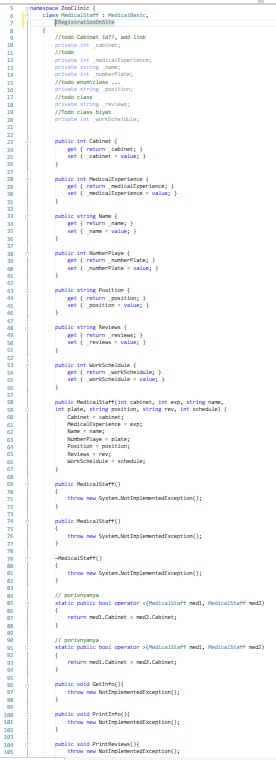 5 namespace ZooClinic {
6 class MedicalStaff : MedicalBasic,
7 IRegistrationOnSite
8 {
9 //todo Cabinet id??, add link
10 private int _cabinet;
11 //todo
12 private int _medicalExperience;
13 private string _name;
14 private int _numberPlate;
15 //todo enum\class ...
16 private string _position;
17 //todo class
18 private string _reviews;
19 //Todo class blyat
20 private int _workScheldule;
21
22
23 public int Cabinet {
24 get { return _cabinet; }
25 set { _cabinet = value; }
26 }
27
28 public int MedicalExperience {
29 get { return _medicalExperience; }
30 set { _medicalExperience = value; }
31 }
32
33 public string Name {
34 get { return _name; }
35 set { _name = value; }
36 }
37
38 public int NumberPlaye {
39 get { return _numberPlate; }
40 set { _numberPlate = value; }
41 }
42
43 public string Position {
44 get { return _position; }
45 set { _position = value; }
46 }
47
48 public string Reviews {
49 get { return _reviews; }
50 set { _reviews = value; }
51 }
52
53 public int WorkScheldule {
54 get { return _workScheldule; }
55 set { _workScheldule = value; }
56 }
57
58 public MedicalStaff(int cabinet, int exp, string name,
59 int plate, string position, string rev, int schedule) {
60 Cabinet = cabinet;
61 MedicalExperience = exp;
62 Name = name;
63 NumberPlaye = plate;
64 Position = position;
65 Reviews = rev;
66 WorkScheldule = schedule;
67 }
68
69 public MedicalStaff()
70 {
71 throw new System.NotImplementedException();
72 }
73
74 public MedicalStaff()
75 {
76 throw new System.NotImplementedException();
77 }
78
79 ~MedicalStaff()
80 {
81 throw new System.NotImplementedException();
82 }
83
84 // porivnyanya
85 static public bool operator <(MedicalStaff med1, MedicalStaff med2)
86 {
87 return med1.Cabinet < med2.Cabinet;
88 }
89
90 // porivnyanya
91 static public bool operator >(MedicalStaff med1, MedicalStaff med2)
92 {
93 return med1.Cabinet > med2.Cabinet;
94 }
95
96 public void GetInfo(){
97 throw new NotImplementedException();
98 }
99
100 public void PrintInfo(){
101 throw new NotImplementedException();
102 }
103
104 public void PrintReviews(){
105 throw new NotImplementedException();